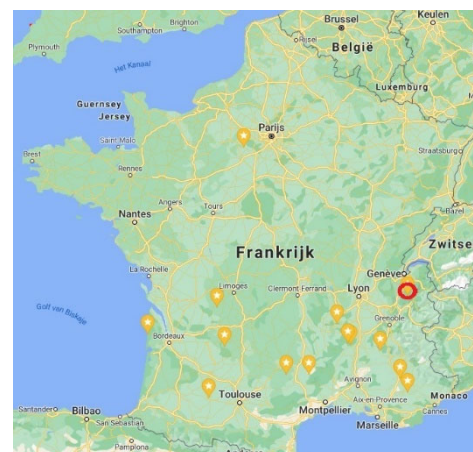 Southampton
Brighton
Brussel
Keulen
Risel
België
Plymouth
Het Kanaal
Luxemburg
Guernsey
Jersey
Parijs
Saint-Malo
Straatsburg
Brest
Rennes
Angers
Tours
Bazel
Nantes
Zwitse
Frankrijk
Genève
La Rochelle
Limoges
Clermont Ferrand
Lyon
Golf van Biskaje
Grenoble
Bordeaux
Avignon
Toulouse
Monaco
Montpellier
Aix-en-Provence
Cannes
Santander
Bilbao
San Sebastián
Marseille
Pamplona